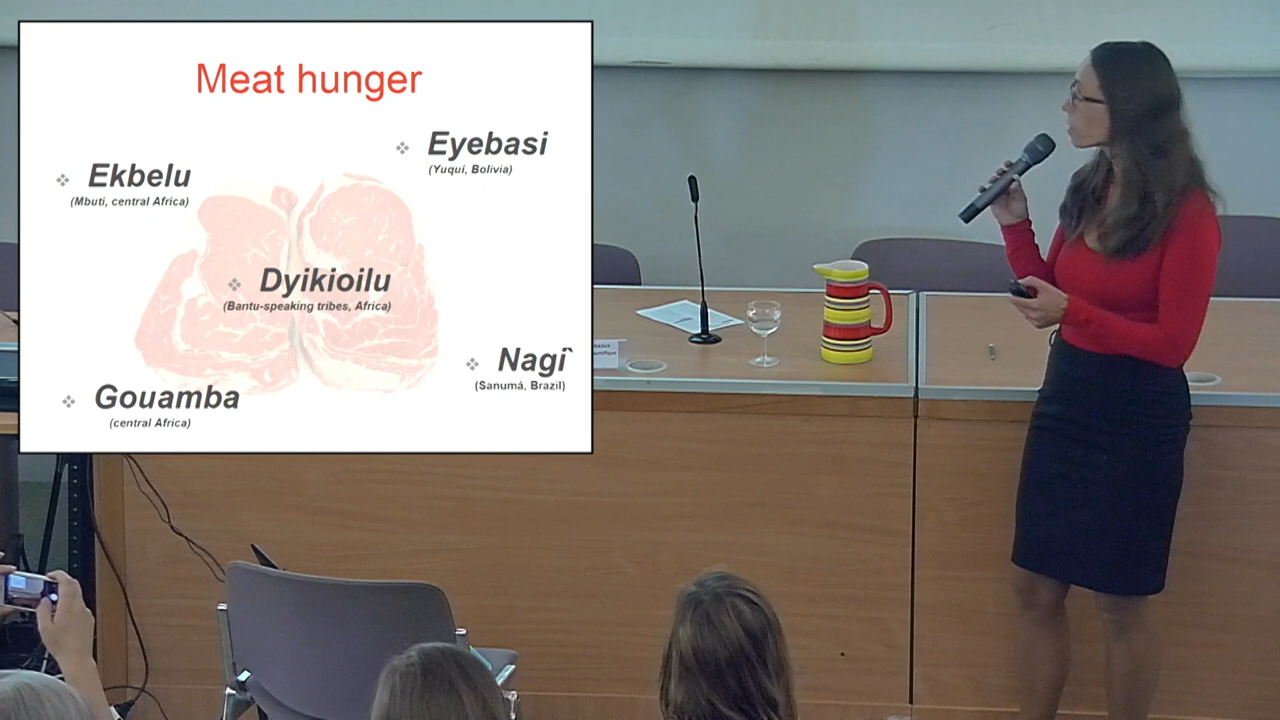 Meat hunger
Eyebasi
(Yuquí, Bolivia)
Ekbelu
(Mbuti, central Africa)
Dyikioilu
(Bantu-speaking tribes, Africa)
Nagi`
(Sanumá, Brazil)
Gouamba
(central Africa)